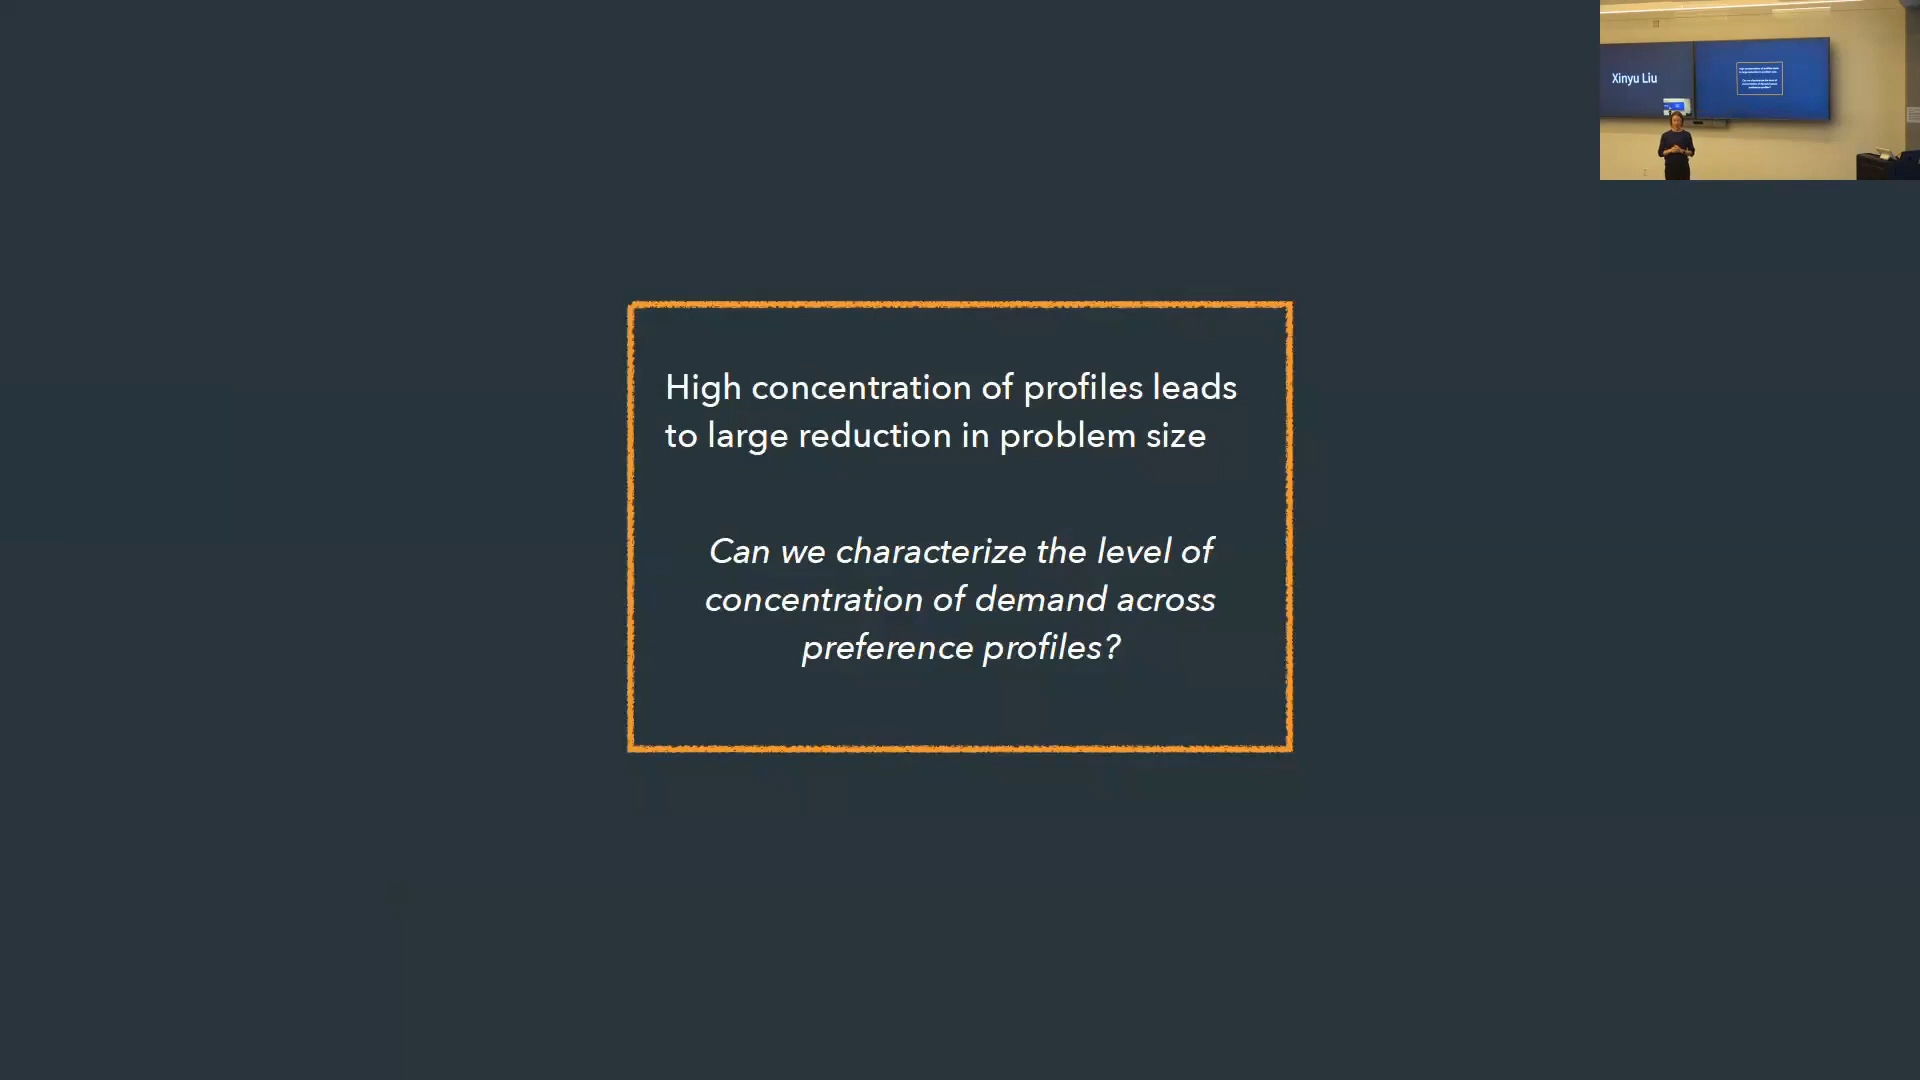 High concentration of profiles leads
to large reduction in problem size
Can we characterize the level of
concentration of demand across
preference profiles?
Xinyu Liu